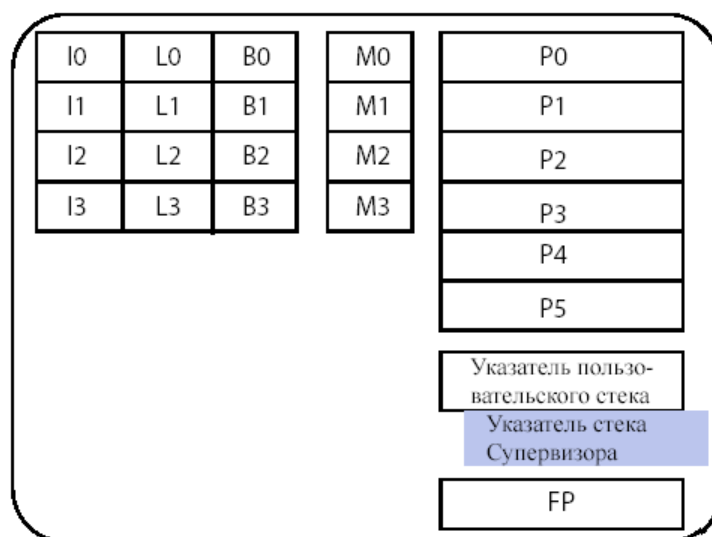 I0 L0 B0 M0 P0
I1 L1 B1 M1 P1
I2 L2 B2 M2 P2
I3 L3 B3 M3 P3
P4
P5
Указатель пользо-
вательского стека
Указатель стека
Супервизора
FP